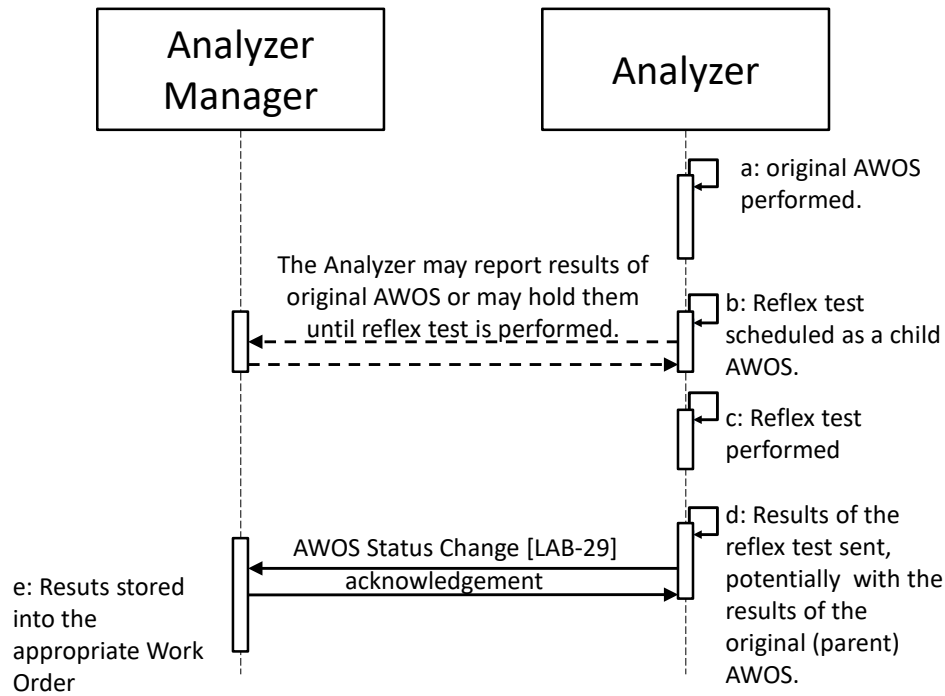 Analyzer
Manager
Analyzer
a: original AWOS
performed.
The Analyzer may report results of
original AWOS or may hold them
until reflex test is performed.
b: Reflex test
scheduled as a child
AWOS.
c: Reflex test
performed
AWOS Status Change [LAB-29]
acknowledgement
d: Results of the
reflex test sent,
potentially with the
results of the
original (parent)
AWOS.
e: Resuts stored
into the
appropriate Work
Order